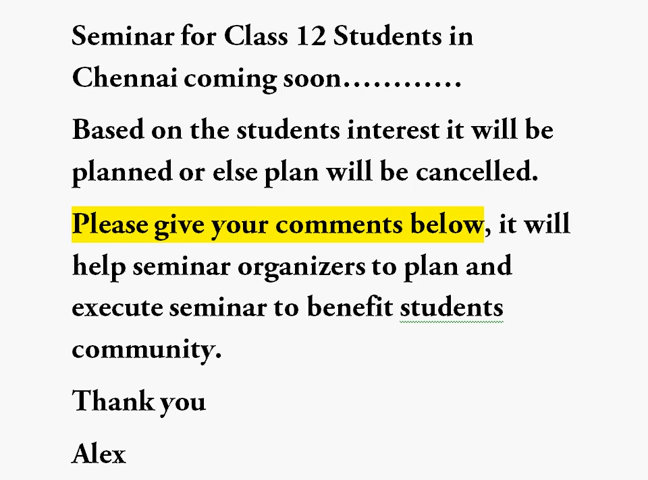 Seminar for Class 12 Students in
Chennai coming soon............
Based on the students interest it will be
planned or else plan will be cancelled.
Please give your comments below, it will
help seminar organizers to plan and
execute seminar to benefit students
community.
Thank you
Alex